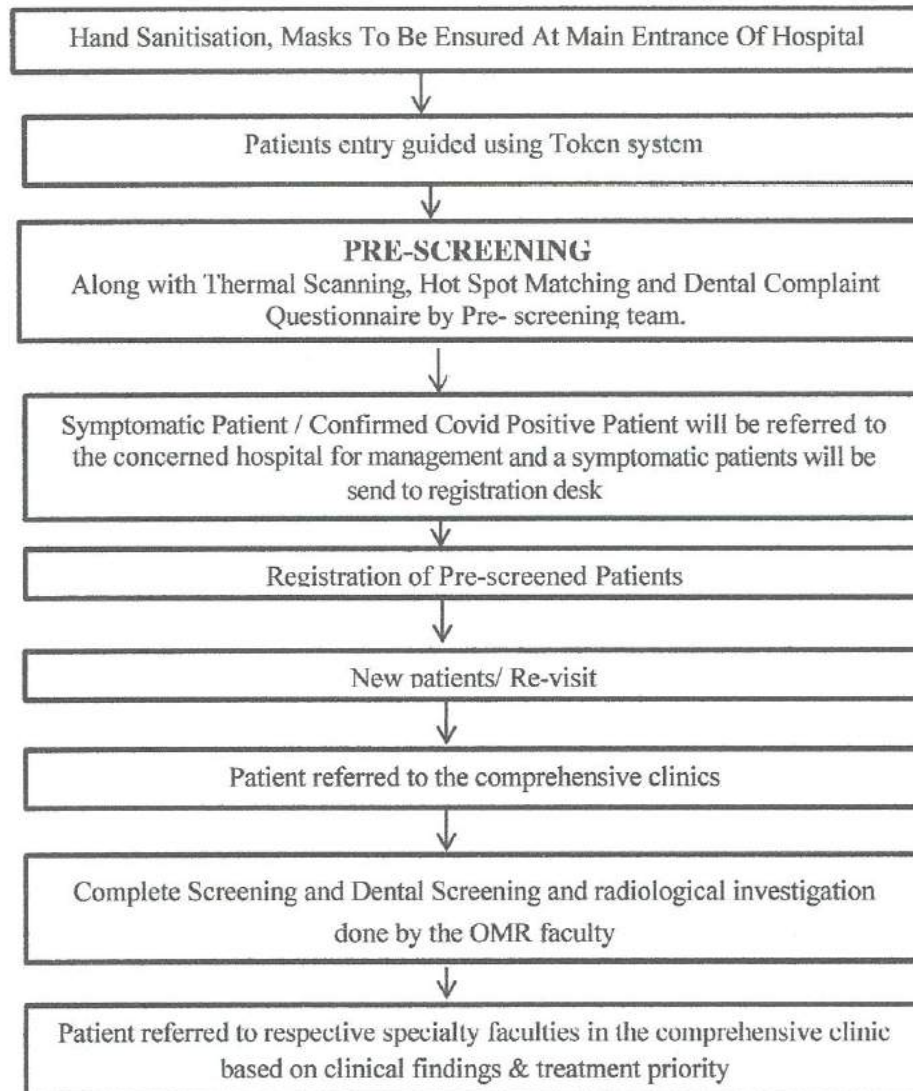 Hand Sanitisation, Masks To Be Ensured At Main Entrance Of Hospital
Patients entry guided using Token system
PRE-SCREENING
Along with Thermal Scanning, Hot Spot Matching and Dental Complaint
Questionnaire by Pre- screening team.
Symptomatic Patient / Confirmed Covid Positive Patient will be referred to
the concerned hospital for management and a symptomatic patients will be
send to registration desk
Registration of Pre-screened Patients
New patients/ Re-visit
Patient referred to the comprehensive clinics
Complete Screening and Dental Screening and radiological investigation
done by the OMR faculty
Patient referred to respective specialty faculties in the comprehensive clinic
based on clinical findings & treatment priority